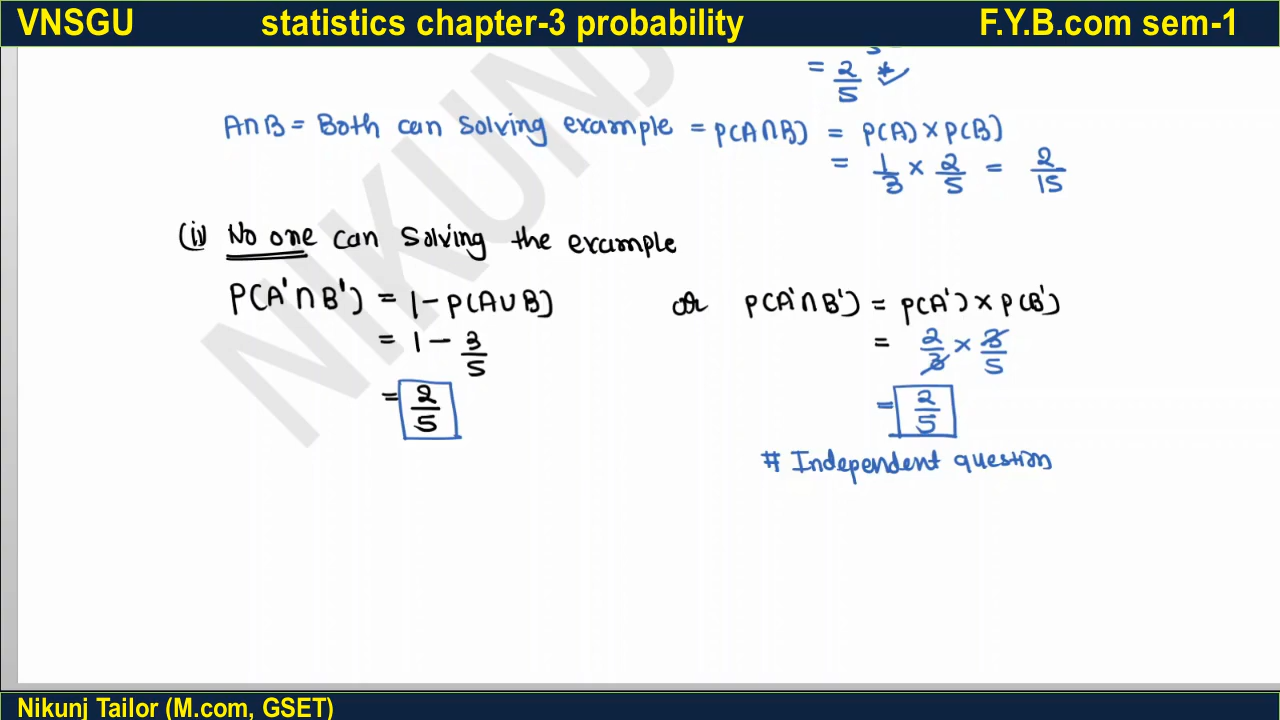 VNSGU statistics chapter-3 probability F.Y.B.com sem-1
= 2/5
A∩B = Both can Solving example = P(A∩B) = P(A) × P(B)
= 1/3 × 2/5 = 2/15
(iv) No one can Solving the example
P(A'∩B') = 1 - P(A∪B) or P(A'∩B') = P(A') × P(B')
= 1 - 3/5 = 2/3 × 3/5
= 2/5 = 2/5
# Independent question
NIKUNJ
Nikunj Tailor (M.com, GSET)